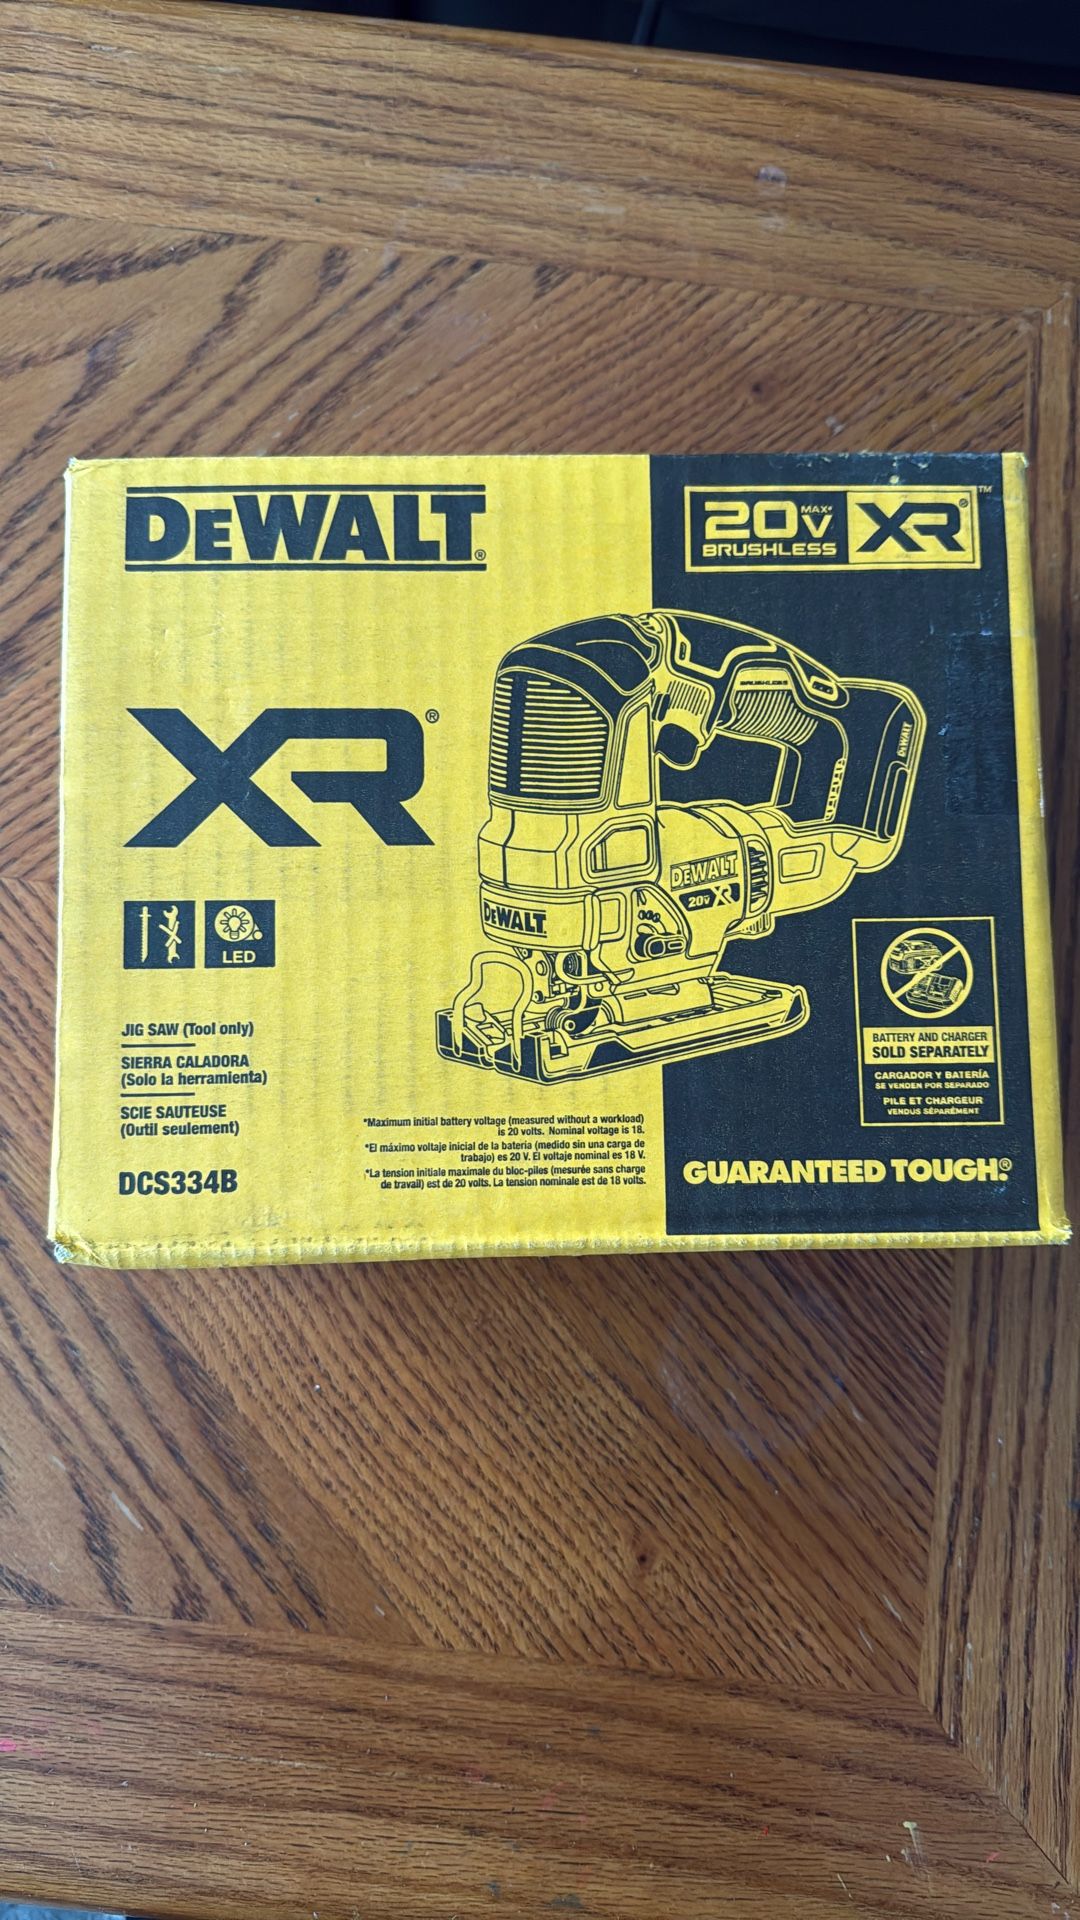 DEWALT®
20V MAX* XR®™
BRUSHLESS
XR®
BRUSHLESS
DEWALT
DEWALT
20V XR
DEWALT
LED
JIG SAW (Tool only)
SIERRA CALADORA
(Solo la herramienta)
SCIE SAUTEUSE
(Outil seulement)
DCS334B
*Maximum initial battery voltage (measured without a workload)
is 20 volts. Nominal voltage is 18.
*El máximo voltaje inicial de la batería (medido sin una carga de
trabajo) es 20 V. El voltaje nominal es 18 V.
*La tension initiale maximale du bloc-piles (mesurée sans charge
de travail) est de 20 volts. La tension nominale est de 18 volts.
BATTERY AND CHARGER
SOLD SEPARATELY
CARGADOR Y BATERÍA
SE VENDEN POR SEPARADO
PILE ET CHARGEUR
VENDUS SÉPARÉMENT
GUARANTEED TOUGH.®